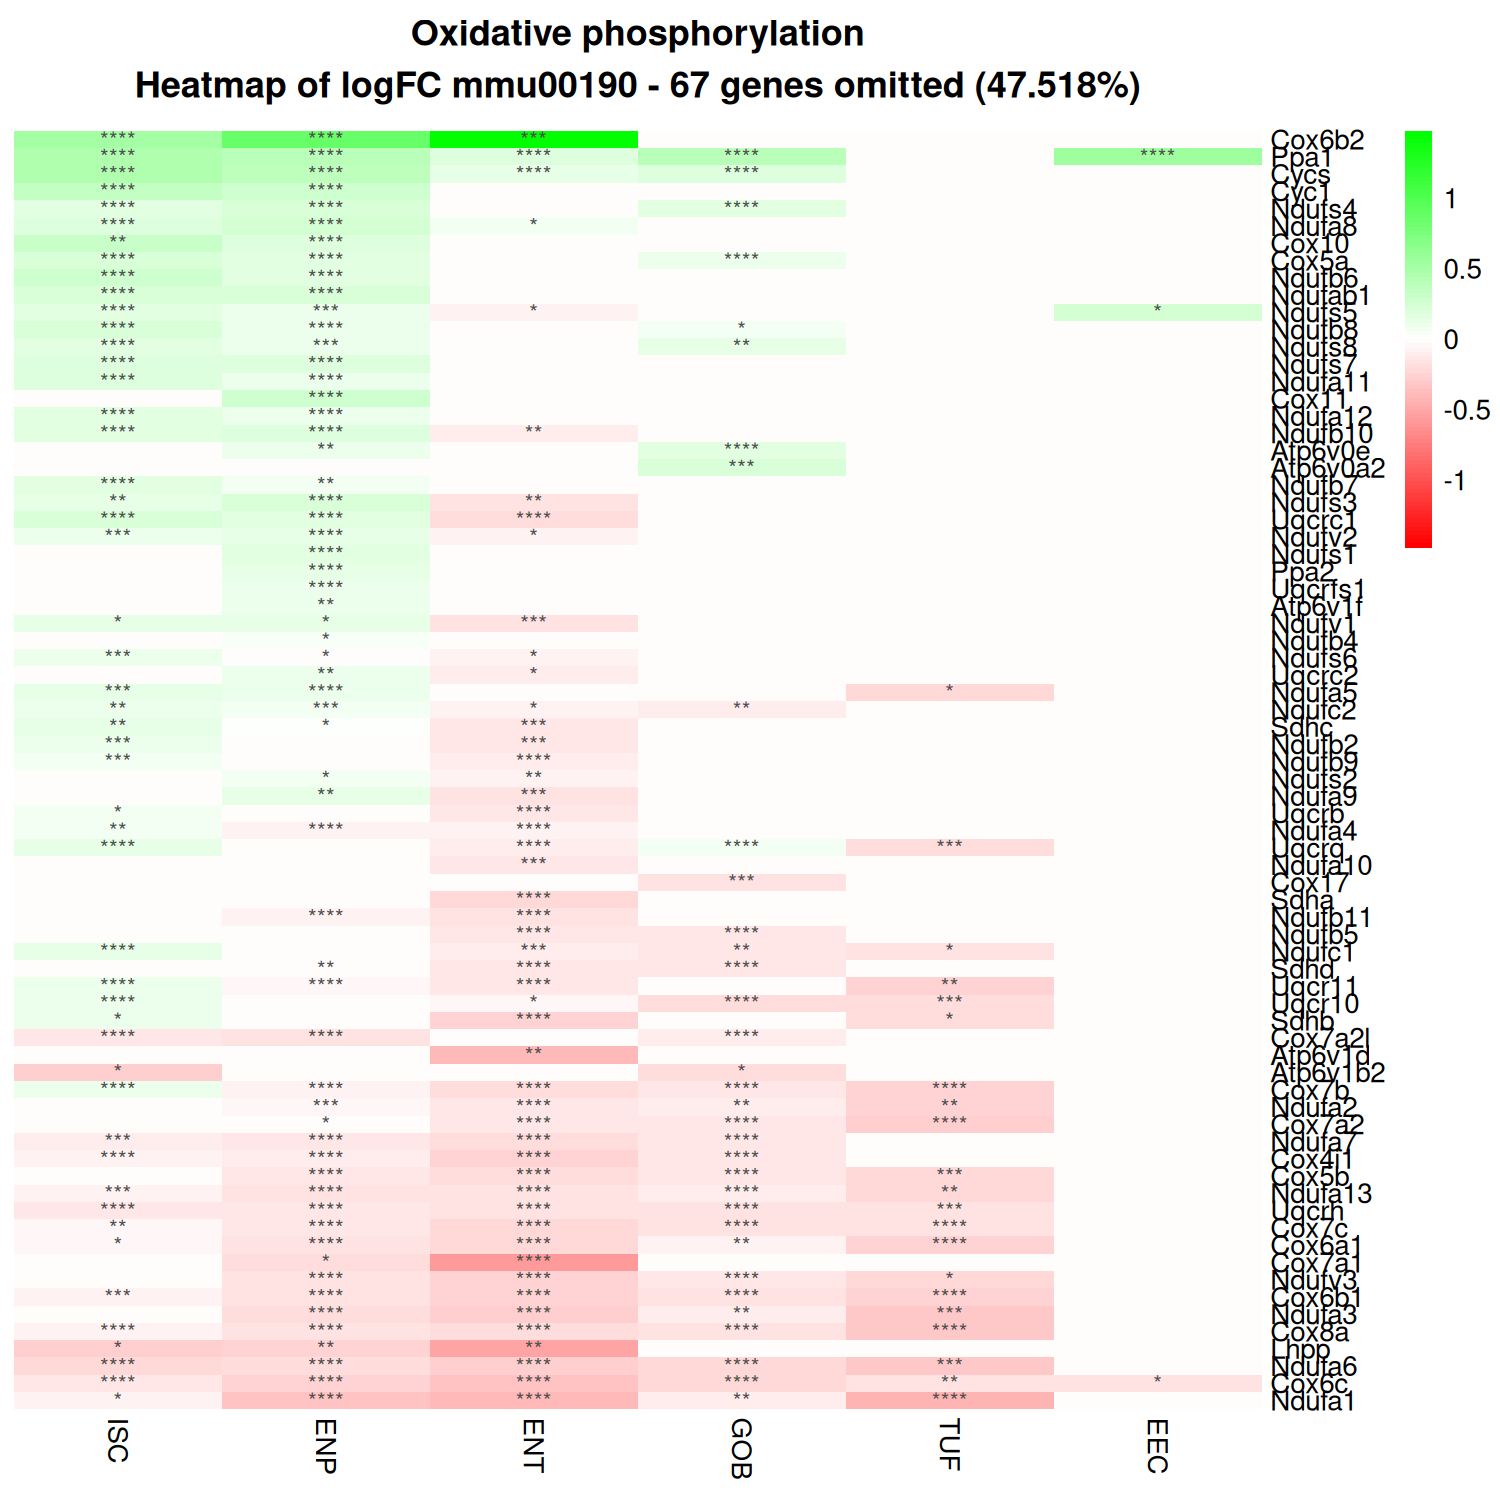 Oxidative phosphorylation
Heatmap of logFC mmu00190 - 67 genes omitted (47.518%)
**** **** *** Cox6b2
**** **** **** **** **** Ppa1
**** **** **** **** Cycs
**** **** Cyc1
**** **** **** Ndufs4
**** **** * Ndufa8
** **** Cox10
**** **** **** Cox5a
**** **** Ndufb6
**** **** Ndufab1
**** *** * * Ndufs5
**** **** * Ndufb8
**** *** ** Ndufs8
**** **** Ndufs7
**** **** Ndufa11
**** Cox11
**** **** Ndufa12
**** **** ** Ndufb10
** **** Atp6v0e
*** Atp6v0a2
**** ** Ndufb7
** **** ** Ndufs3
**** **** **** Uqcrc1
*** **** * Ndufv2
**** Ndufs1
**** Ppa2
**** Uqcrfs1
** Atp6v1f
* * *** Ndufv1
* Ndufb4
*** * * Ndufs6
** * Uqcrc2
*** **** * Ndufa5
** *** * ** Ndufc2
** * *** Sdhc
*** *** Ndufb2
*** **** Ndufb9
* ** Ndufs2
** *** Ndufa9
* **** Uqcrb
** **** **** Ndufa4
**** **** **** *** Uqcrq
*** Ndufa10
*** Cox17
**** Sdha
**** **** Ndufb11
**** **** Ndufb5
**** *** ** * Ndufc1
** **** **** Sdhd
**** **** **** ** Uqcr11
**** * **** *** Uqcr10
* **** * Sdhb
**** **** **** Cox7a2l
** Atp6v1d
* * Atp6v1b2
**** **** **** **** **** Cox7b
*** **** ** ** Ndufa2
* **** **** **** Cox7a2
*** **** **** **** Ndufa7
**** **** **** **** Cox4i1
**** **** **** *** Cox5b
*** **** **** **** ** Ndufa13
**** **** **** **** *** Uqcrh
** **** **** **** **** Cox7c
* **** **** ** **** Cox6a1
* **** Cox7a1
**** **** **** * Ndufv3
*** **** **** **** **** Cox6b1
**** **** ** *** Ndufa3
**** **** **** **** **** Cox8a
* ** ** Lhpp
**** **** **** **** *** Ndufa6
**** **** **** **** ** * Cox6c
* **** **** ** **** Ndufa1
ISC ENP ENT GOB TUF EEC
1
0.5
0
-0.5
-1